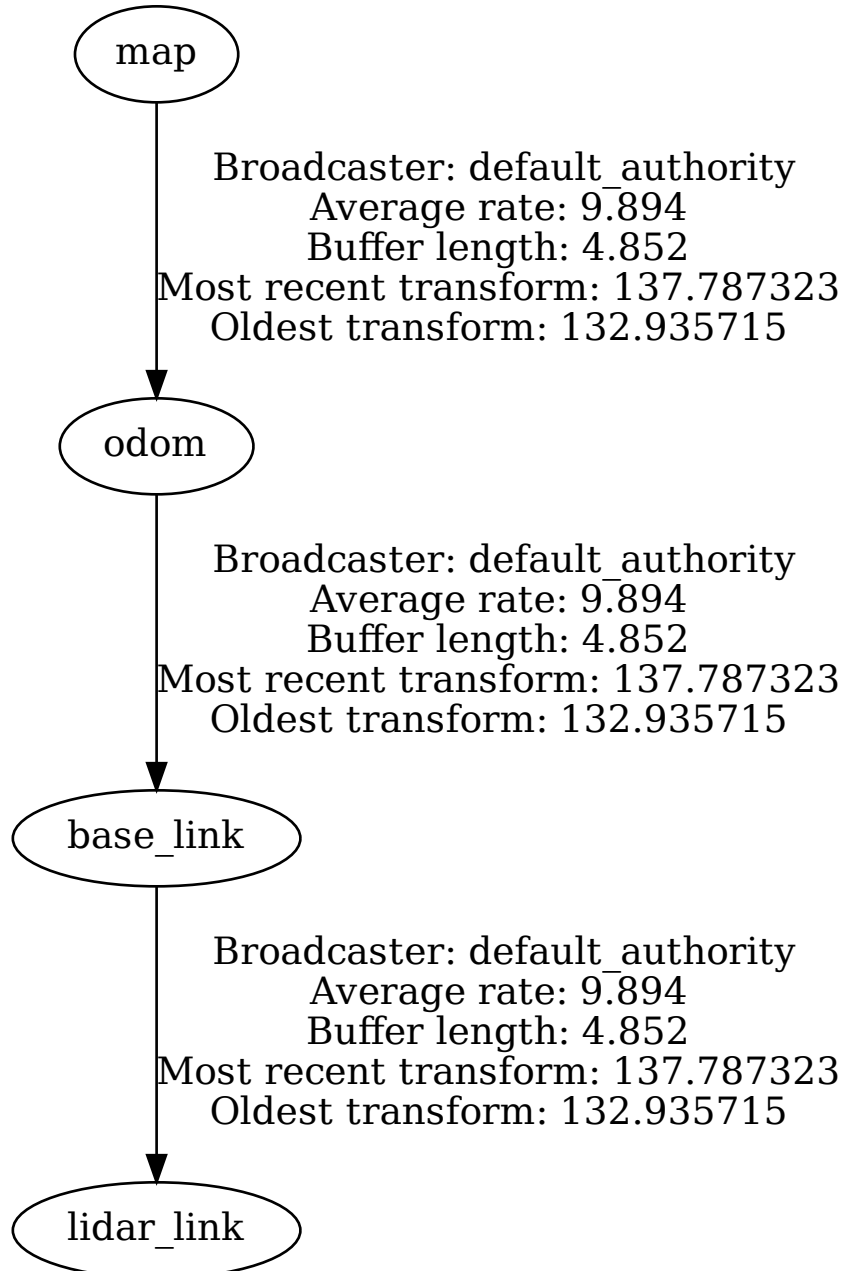 map
Broadcaster: default_authority
Average rate: 9.894
Buffer length: 4.852
Most recent transform: 137.787323
Oldest transform: 132.935715
odom
Broadcaster: default_authority
Average rate: 9.894
Buffer length: 4.852
Most recent transform: 137.787323
Oldest transform: 132.935715
base_link
Broadcaster: default_authority
Average rate: 9.894
Buffer length: 4.852
Most recent transform: 137.787323
Oldest transform: 132.935715
lidar_link